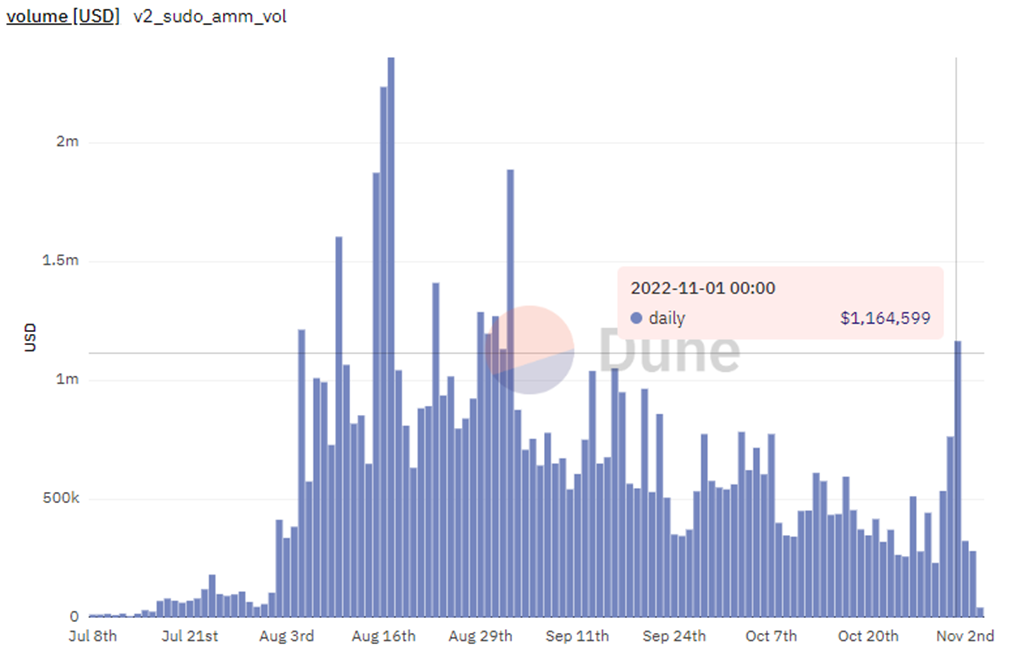 volume [USD] v2_sudo_amm_vol
2m
1.5m
1m
500k
0
USD
2022-11-01 00:00
daily $1,164,599
Dune
Jul 8th Jul 21st Aug 3rd Aug 16th Aug 29th Sep 11th Sep 24th Oct 7th Oct 20th Nov 2nd